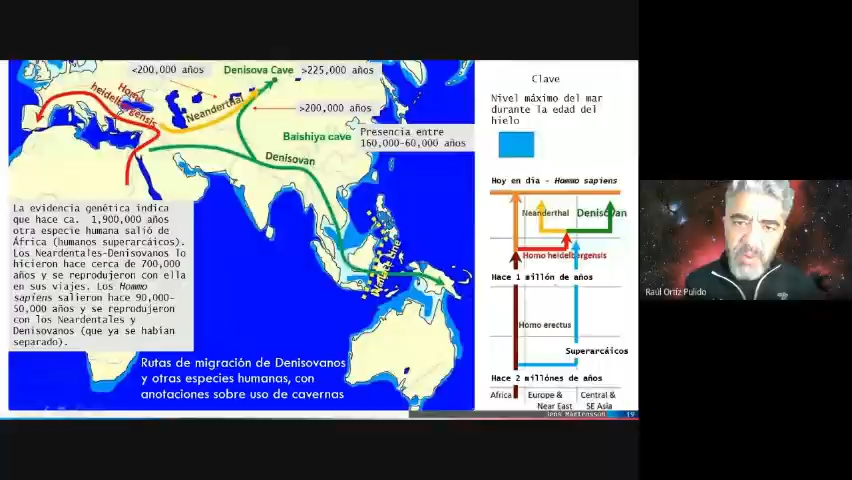 <200,000 años
Denisova Cave
>225,000 años
Homo
heidelbergensis
Neanderthal
>200,000 años
Baishiya cave
Presencia entre
160,000-60,000 años
Denisovan
La evidencia genética indica
que hace ca. 1,900,000 años
otra especie humana salió de
África (humanos superarcáicos).
Los Neardentales-Denisovanos lo
hicieron hace cerca de 700,000
años y se reprodujeron con ella
en sus viajes. Los Hommo
sapiens salieron hace 90,000-
50,000 años y se reprodujeron
con los Neardentales y
Denisovanos (que ya se habían
separado).
Rutas de migración de Denisovanos
y otras especies humanas, con
anotaciones sobre uso de cavernas
Clave
Nivel máximo del mar
durante la edad del
hielo
Hoy en día - Hommo sapiens
Neanderthal
Denisovan
Homo heidelbergensis
Hace 1 millón de años
Homo erectus
Superarcáicos
Hace 2 millónes de años
Africa
Europe &
Near East
Central &
SE Asia
Jens Martensson
19
Raúl Ortiz Pulido